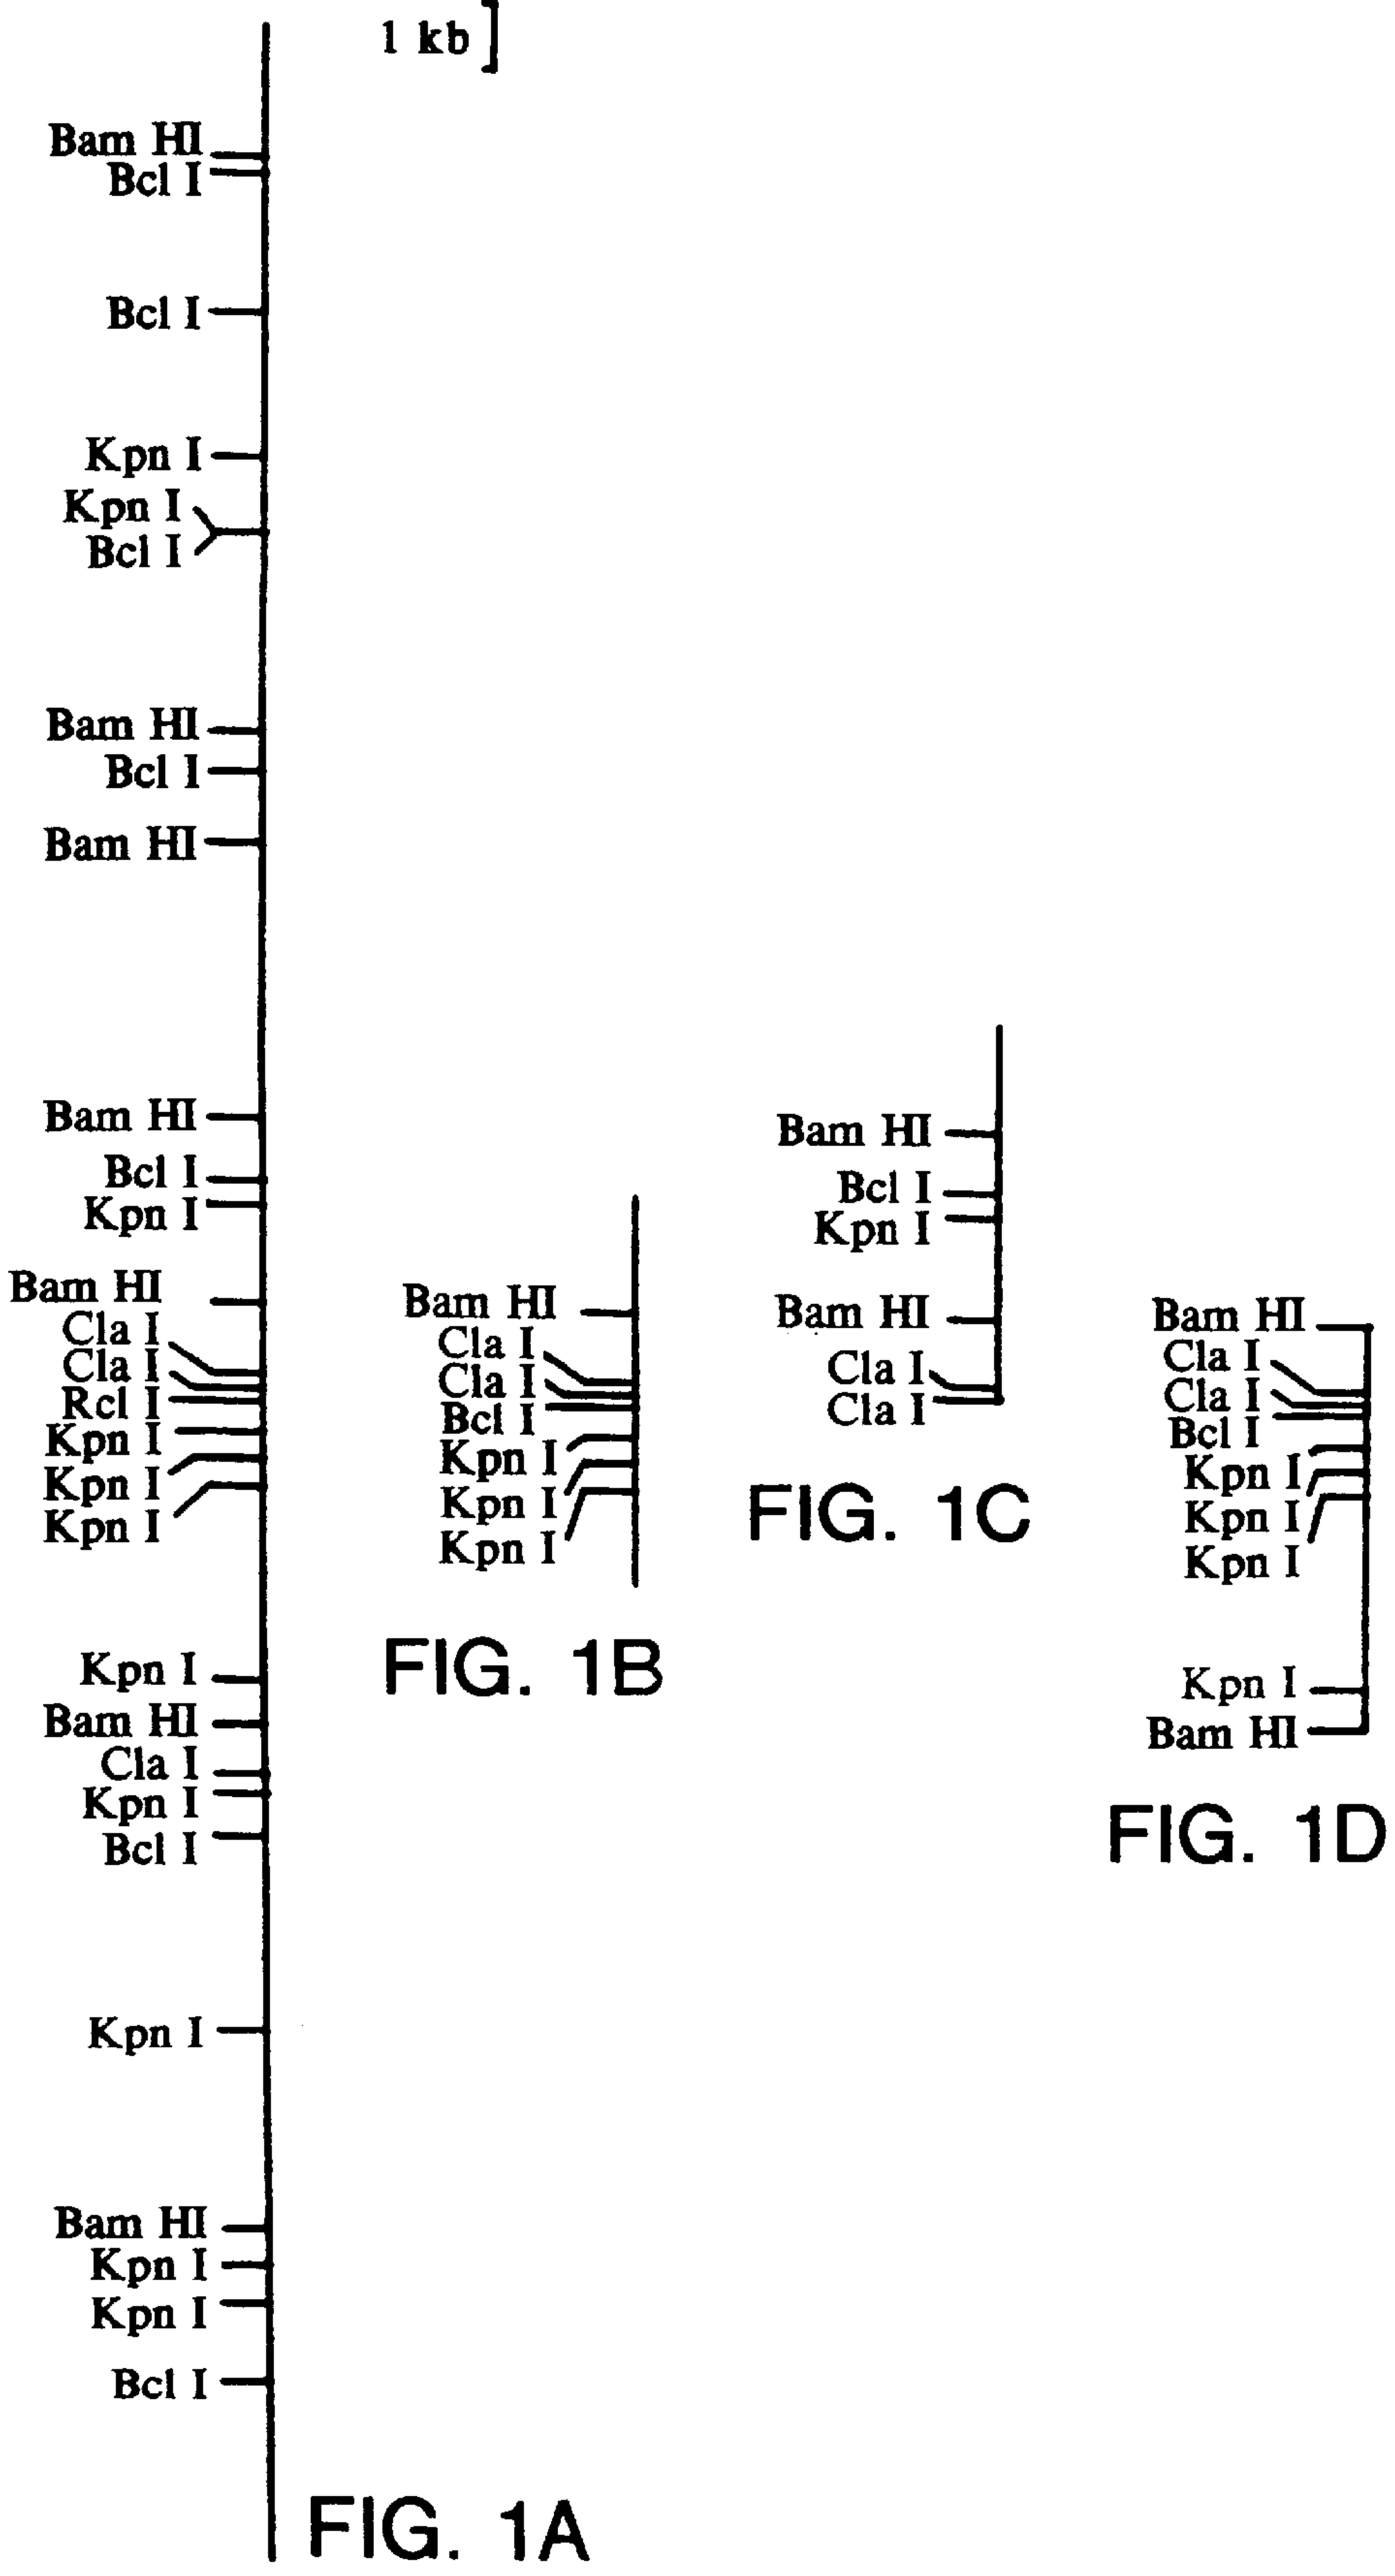 1 kb
Bam HI
Bcl I
Bcl I
Kpn I
Kpn I
Bcl I
Bam HI
Bcl I
Bam HI
Bam HI
Bcl I
Kpn I
Bam HI
Cla I
Cla I
Rcl I
Kpn I
Kpn I
Kpn I
Kpn I
Bam HI
Cla I
Kpn I
Bcl I
Kpn I
Bam HI
Kpn I
Kpn I
Bcl I
FIG. 1A
Bam HI
Cla I
Cla I
Bcl I
Kpn I
Kpn I
Kpn I
FIG. 1B
Bam HI
Bcl I
Kpn I
Bam HI
Cla I
Cla I
FIG. 1C
Bam HI
Cla I
Cla I
Bcl I
Kpn I
Kpn I
Kpn I
Kpn I
Bam HI
FIG. 1D